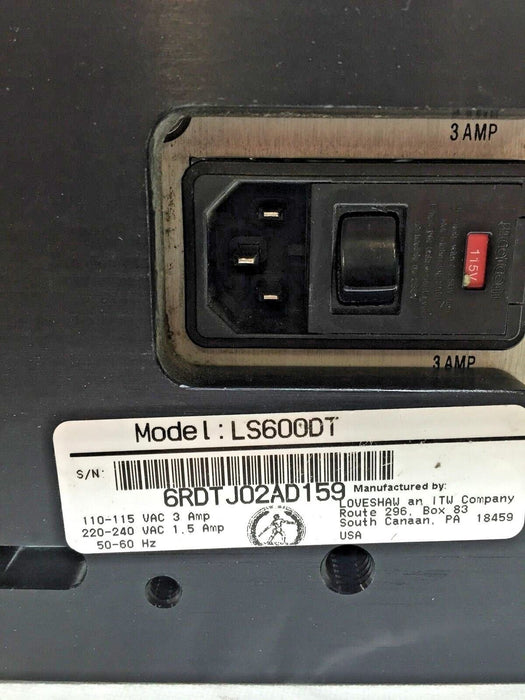 3 AMP
115V
3 AMP
Model: LS600DT
S/N:
6RDTJ02AD159
110-115 VAC 3 Amp
220-240 VAC 1.5 Amp
50-60 Hz
Manufactured by:
LOVESHAW an ITW Company
Route 296, Box 83
South Canaan, PA 18459
USA